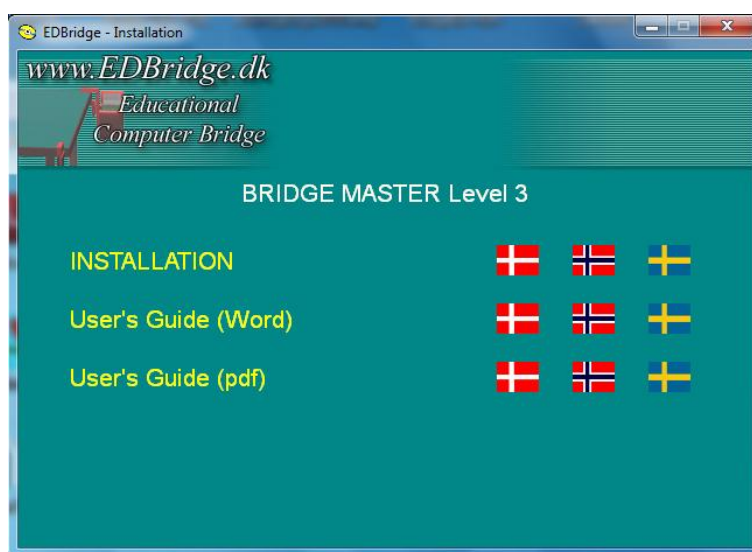 EDBridge - Installation
www.EDBridge.dk
Educational
Computer Bridge
BRIDGE MASTER Level 3
INSTALLATION
User's Guide (Word)
User's Guide (pdf)